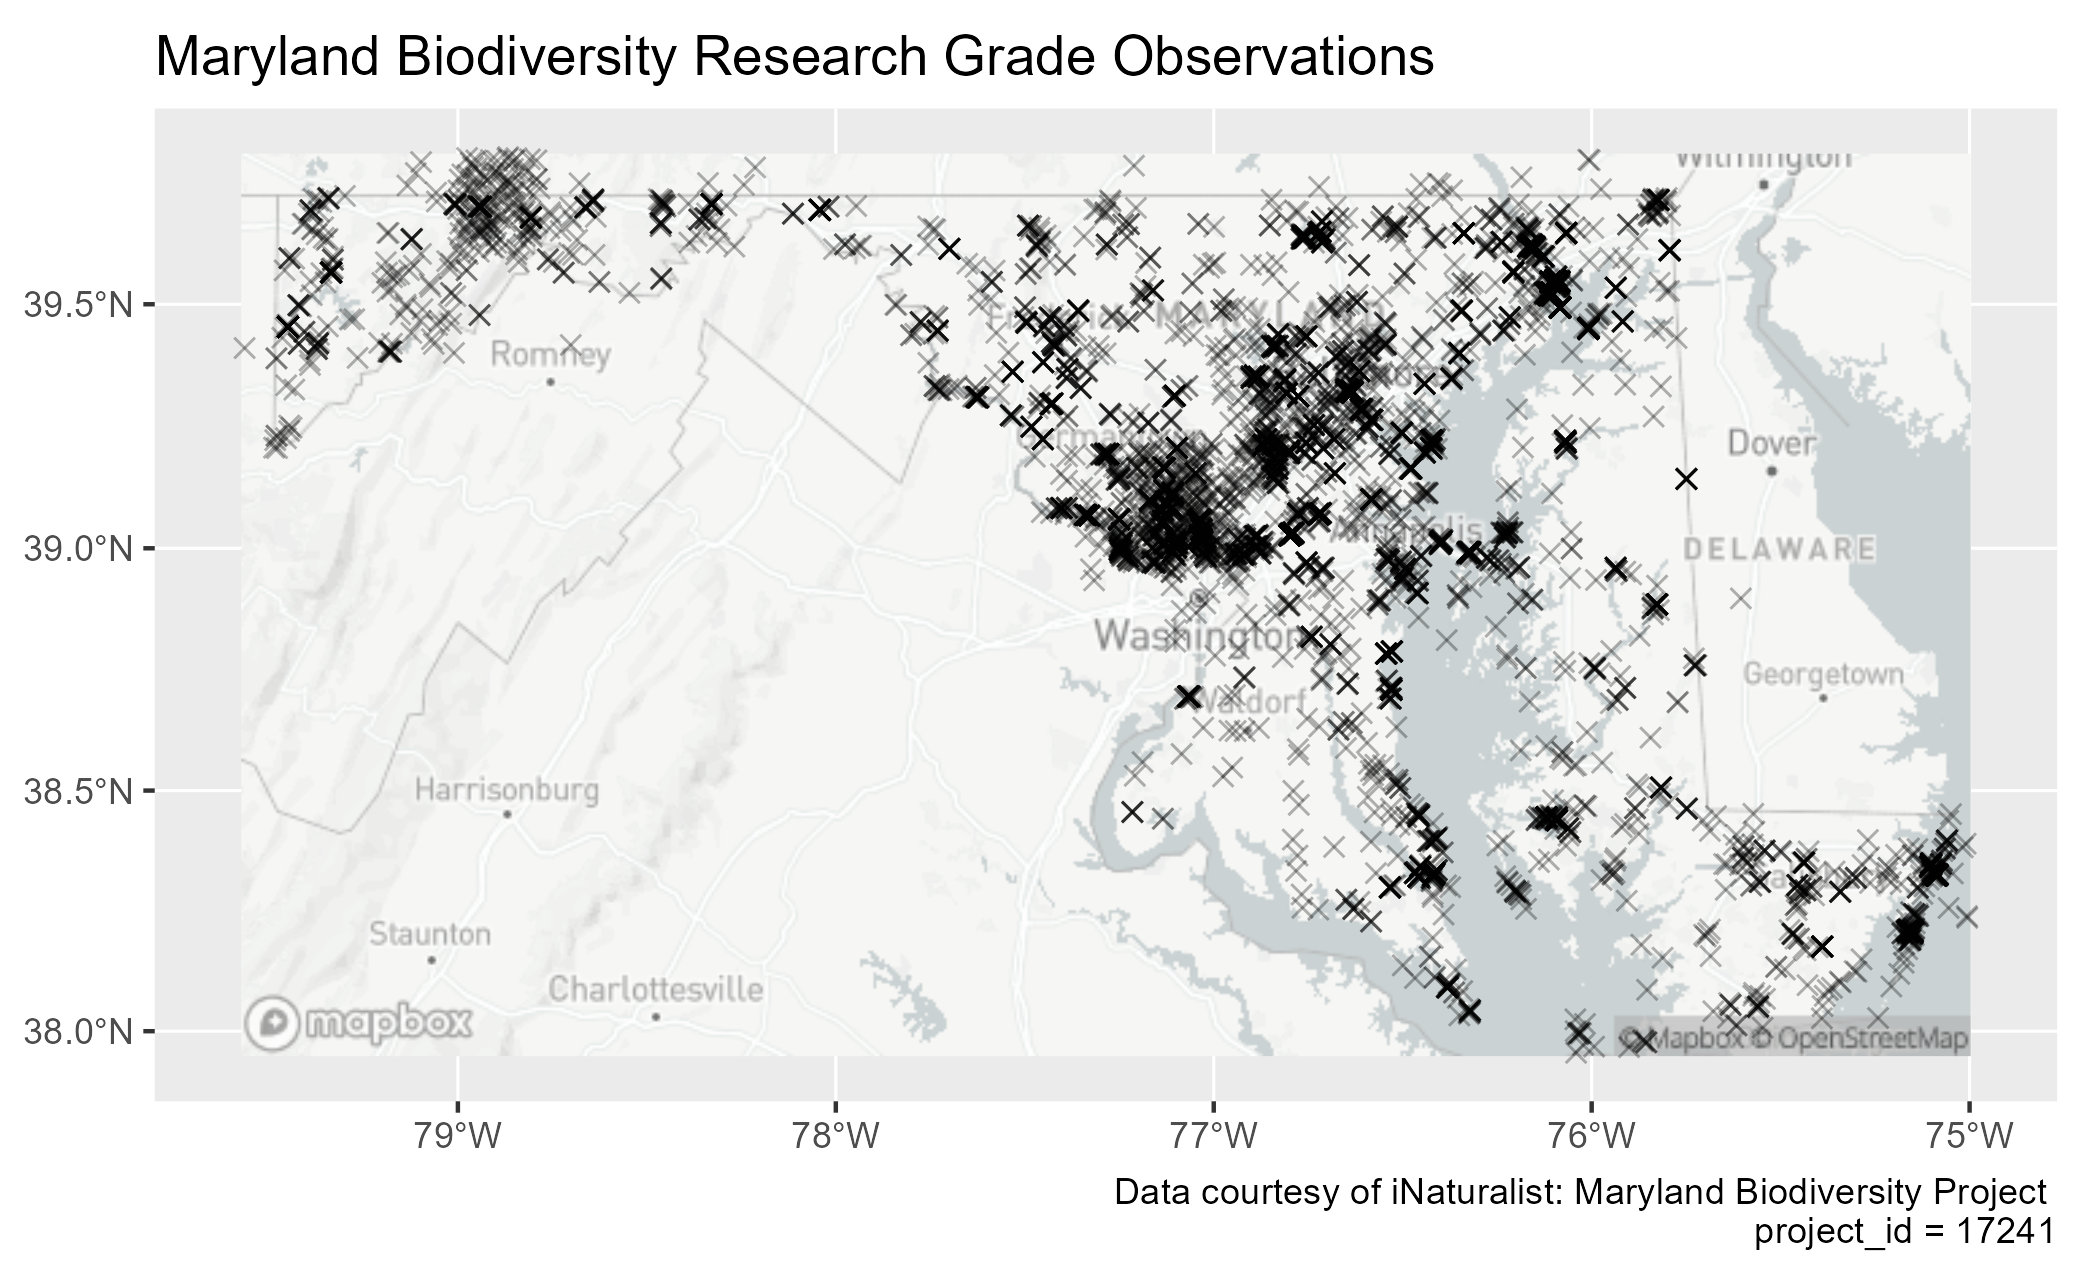 Maryland Biodiversity Research Grade Observations
Wilmington
39.5°N
MARYLAND
Romney
Dover
39.0°N
Annapolis
DELAWARE
Washington
Georgetown
Waldorf
38.5°N
Harrisonburg
Staunton
Charlottesville
mapbox
38.0°N
© Mapbox © OpenStreetMap
79°W 78°W 77°W 76°W 75°W
Data courtesy of iNaturalist: Maryland Biodiversity Project
project_id = 17241